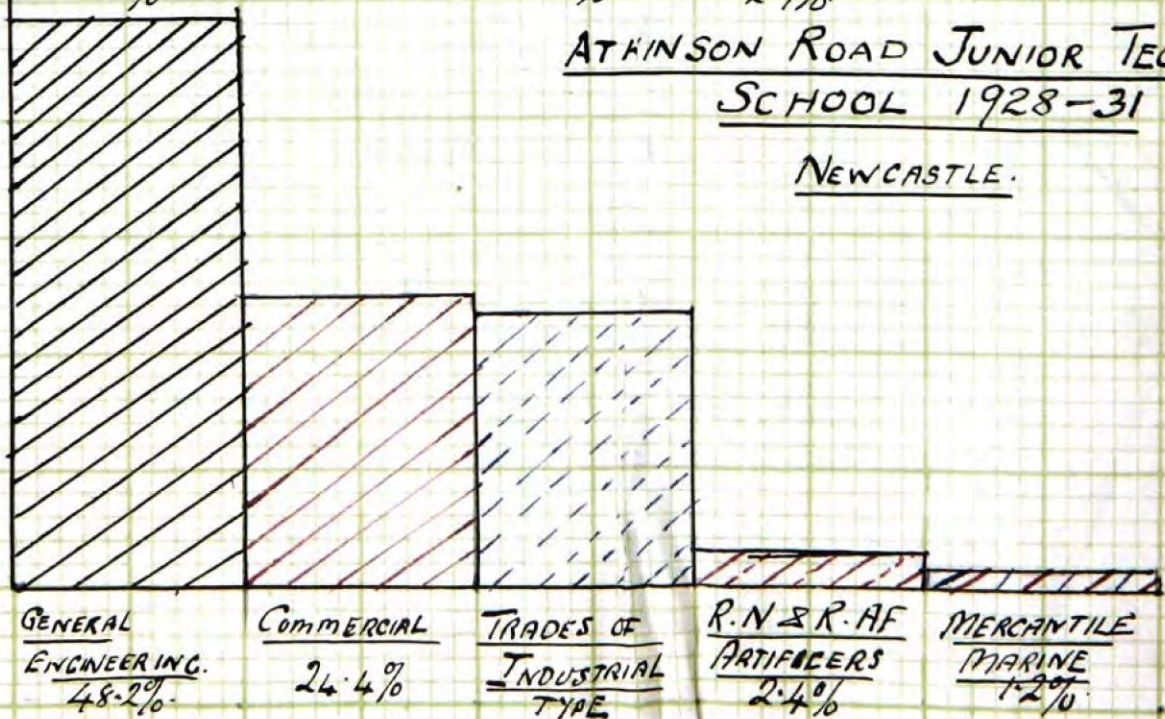 ATKINSON ROAD JUNIOR
SCHOOL 1928-31
NEWCASTLE.
GENERAL
ENGINEERING.
48.2%.
COMMERCIAL
24.4%
TRADES OF
INDUSTRIAL
TYPE
R.N & R.AF
ARTIFICERS
2.4%
MERCANTILE
MARINE
1.2%.